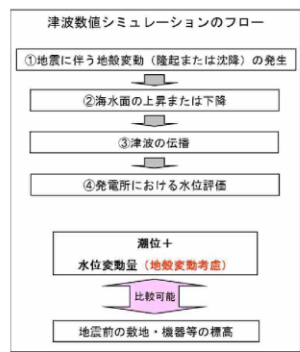 津波数値シミュレーションのフロー
①地震に伴う地殻変動（隆起または沈降）の発生
②海水面の上昇または下降
③津波の伝播
④発電所における水位評価
潮位＋
水位変動量（地殻変動考慮）
比較可能
地震前の敷地・機器等の標高